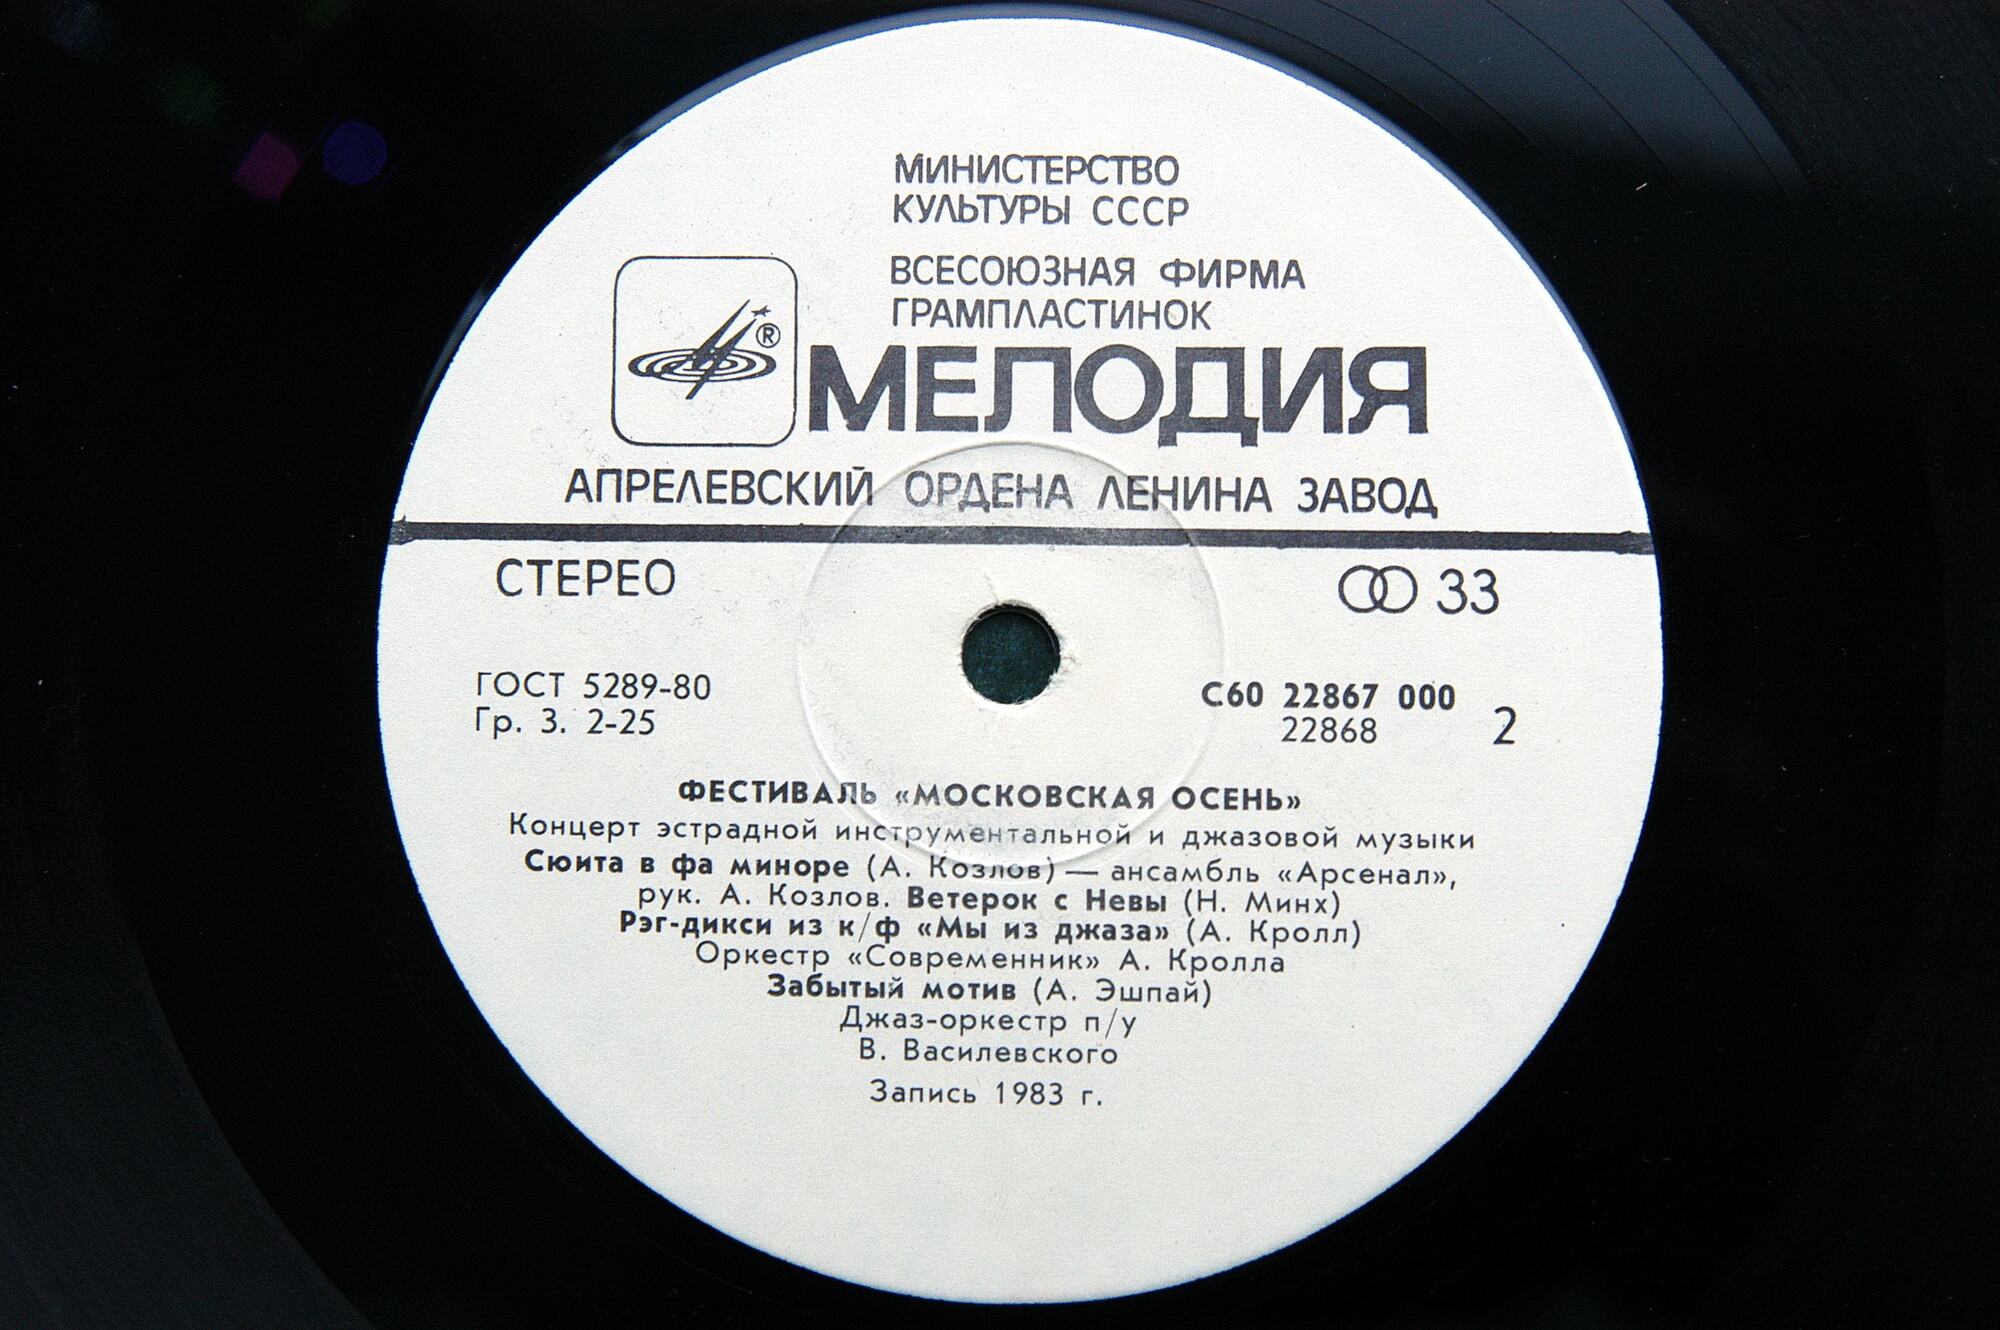 МИНИСТЕРСТВО
КУЛЬТУРЫ СССР
ВСЕСОЮЗНАЯ ФИРМА
ГРАМПЛАСТИНОК
®
МЕЛОДИЯ
АПРЕЛЕВСКИЙ ОРДЕНА ЛЕНИНА ЗАВОД
СТЕРЕО
33
ГОСТ 5289-80
Гр. 3. 2-25
С60 22867 000
22868
2
ФЕСТИВАЛЬ «МОСКОВСКАЯ ОСЕНЬ»
Концерт эстрадной инструментальной и джазовой музыки
Сюита в фа миноре (А. Козлов) — ансамбль «Арсенал»,
рук. А. Козлов. Ветерок с Невы (Н. Минх)
Рэг-дикси из к/ф «Мы из джаза» (А. Кролл)
Оркестр «Современник» А. Кролла
Забытый мотив (А. Эшпай)
Джаз-оркестр п/у
В. Василевского
Запись 1983 г.